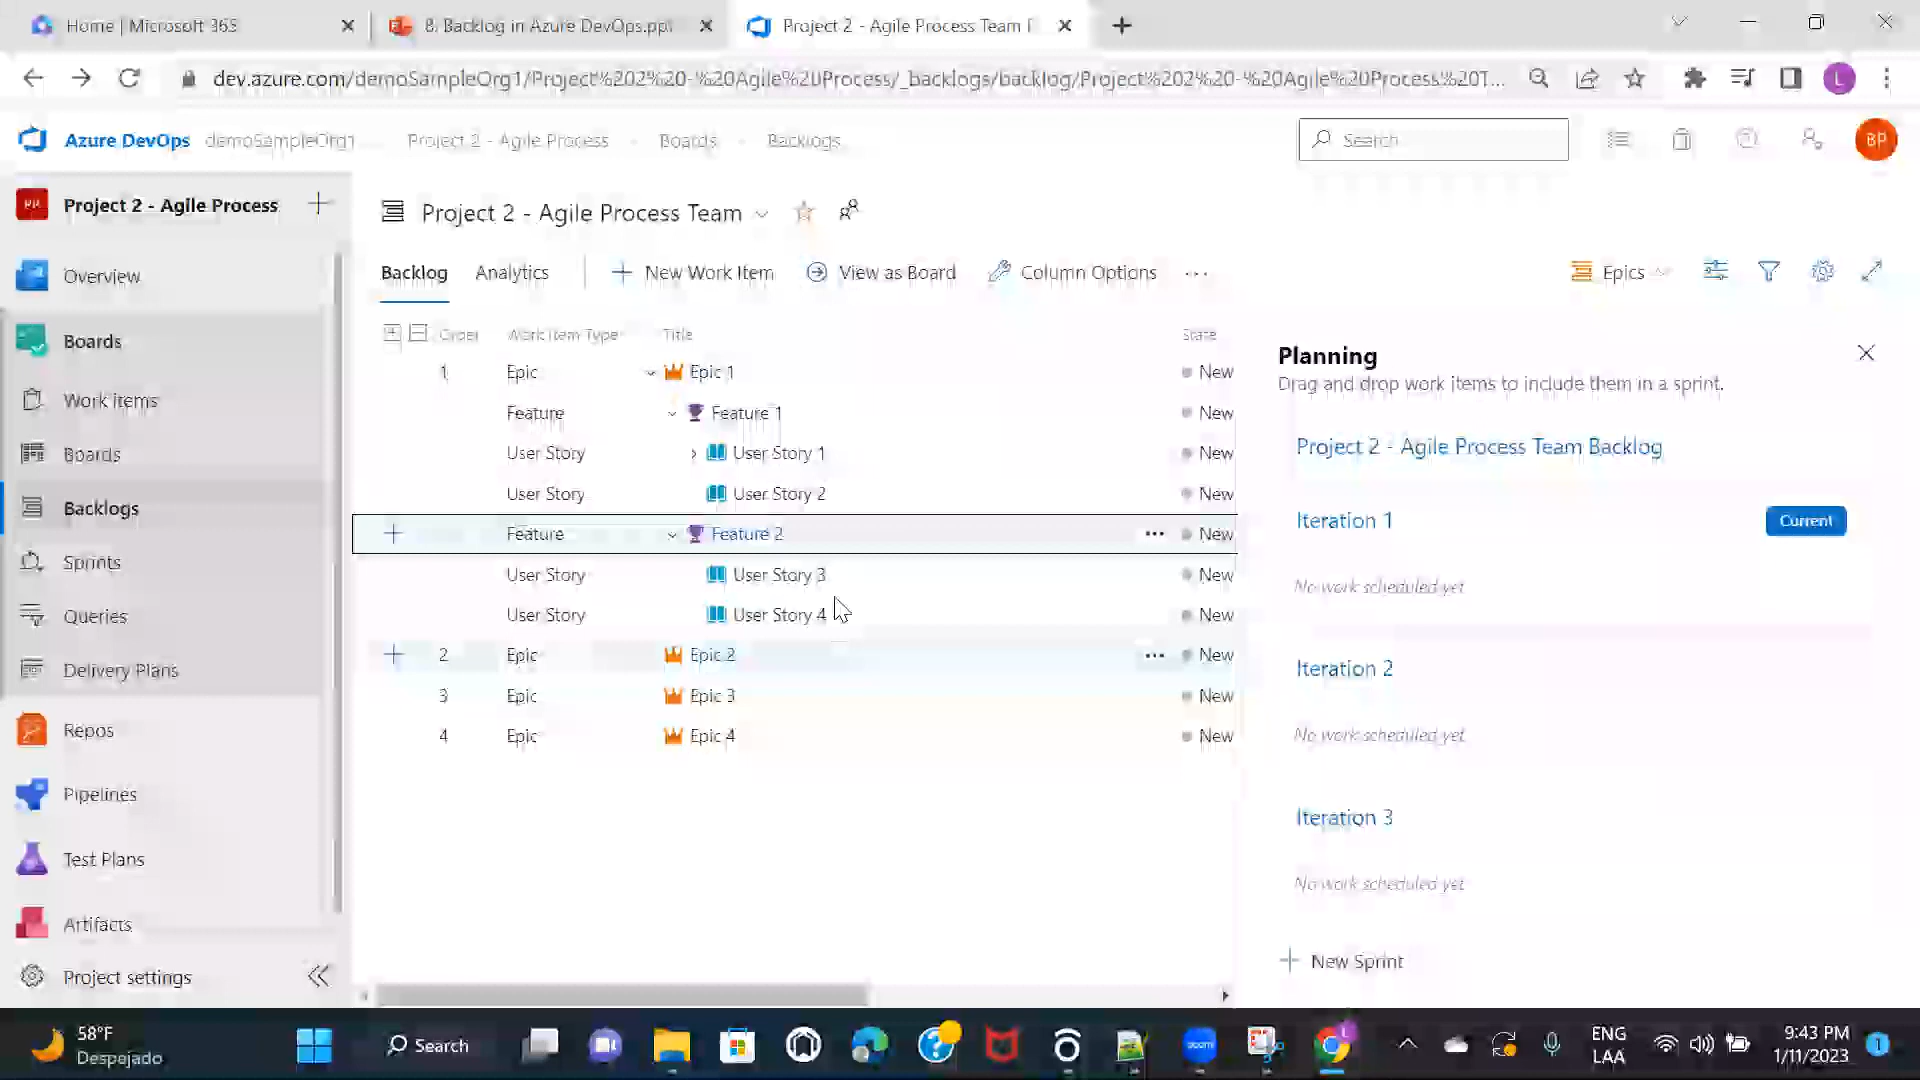 Home | Microsoft 365
8. Backlog in Azure DevOps.ppt
Project 2 - Agile Process Team
dev.azure.com/demoSampleOrg1/Project%202%20-%20Agile%20Process/_backlogs/backlog/Project%202%20-%20Agile%20Process%20T...
L
Azure DevOps demoSampleOrg1 Project 2 - Agile Process Boards Backlogs
Search
BP
PP Project 2 - Agile Process
Overview
Boards
Work items
Boards
Backlogs
Sprints
Queries
Delivery Plans
Repos
Pipelines
Test Plans
Artifacts
Project settings
Project 2 - Agile Process Team
Backlog Analytics New Work Item View as Board Column Options ... Epics
Order Work Item Type Title State
1 Epic Epic 1 New
Feature Feature 1 New
User Story User Story 1 New
User Story User Story 2 New
Feature Feature 2 New
User Story User Story 3 New
User Story User Story 4 New
2 Epic Epic 2 New
3 Epic Epic 3 New
4 Epic Epic 4 New
Planning
Drag and drop work items to include them in a sprint.
Project 2 - Agile Process Team Backlog
Iteration 1 Current
No work scheduled yet
Iteration 2
No work scheduled yet
Iteration 3
No work scheduled yet
New Sprint
58°F
Despejado
Search
zoom
L
ENG
LAA
9:43 PM
1/11/2023
1